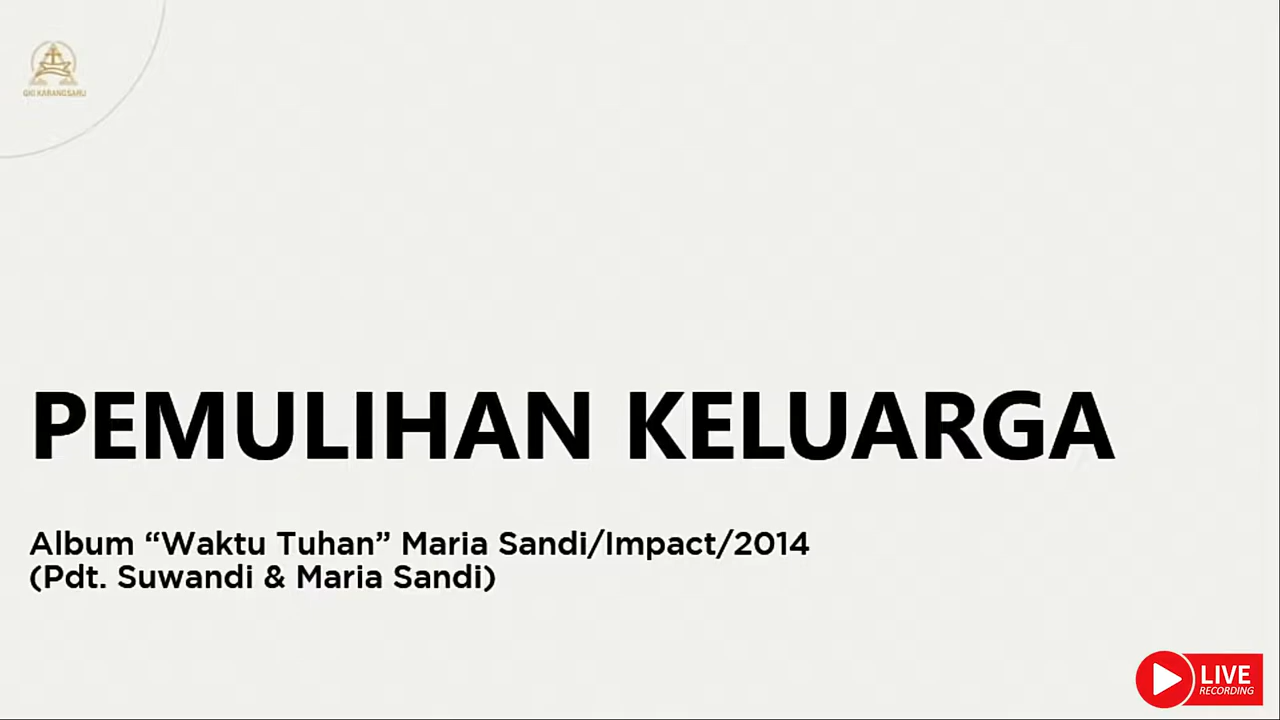 GKI KARANGSARU
PEMULIHAN KELUARGA
Album “Waktu Tuhan” Maria Sandi/Impact/2014
(Pdt. Suwandi & Maria Sandi)
LIVE
RECORDING